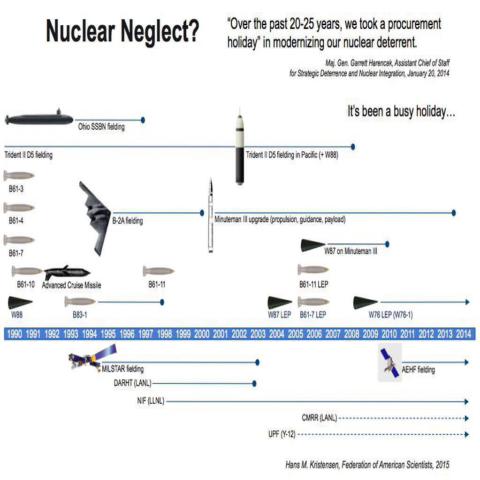 Nuclear Neglect?
"Over the past 20-25 years, we took a procurement
holiday" in modernizing our nuclear deterrent.
Maj. Gen. Garrett Harencak, Assistant Chief of Staff
for Strategic Deterrence and Nuclear Integration, January 20, 2014
It's been a busy holiday...
Ohio SSBN fielding
Trident II D5 fielding
Trident II D5 fielding in Pacific (+ W88)
B61-3
B61-4
B-2A fielding
Minuteman III upgrade (propulsion, guidance, payload)
B61-7
W87 on Minuteman III
B61-10
Advanced Cruise Missile
B61-11
B61-11 LEP
W88
B83-1
W87 LEP
B61-7 LEP
W76 LEP (W76-1)
1990 1991 1992 1993 1994 1995 1996 1997 1998 1999 2000 2001 2002 2003 2004 2005 2006 2007 2008 2009 2010 2011 2012 2013 2014
MILSTAR fielding
AEHF fielding
DARHT (LANL)
NIF (LLNL)
CMRR (LANL)
UPF (Y-12)
Hans M. Kristensen, Federation of American Scientists, 2015